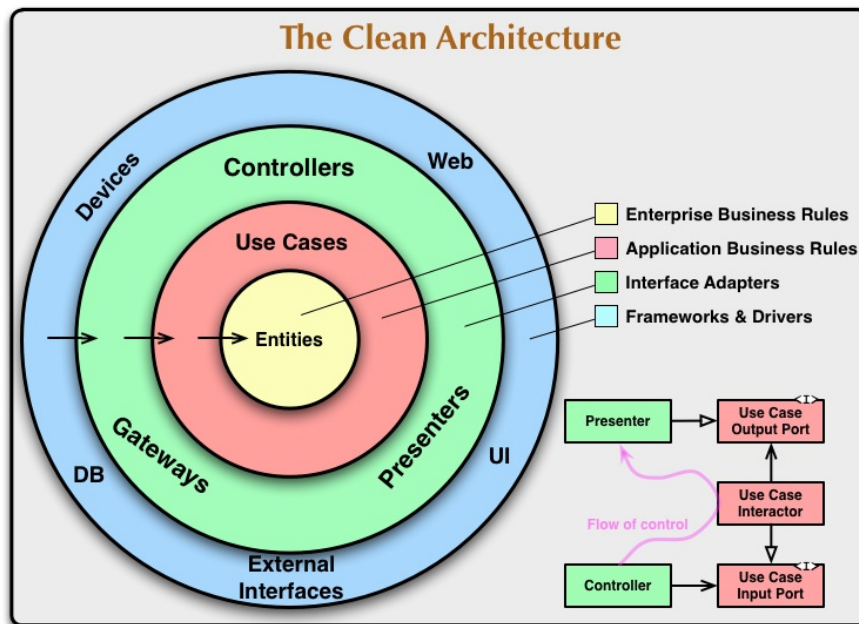 The Clean Architecture
Devices
Web
Controllers
Use Cases
Entities
Gateways
Presenters
DB
UI
External
Interfaces
Enterprise Business Rules
Application Business Rules
Interface Adapters
Frameworks & Drivers
Presenter
<I>
Use Case
Output Port
Flow of control
Use Case
Interactor
Controller
<I>
Use Case
Input Port